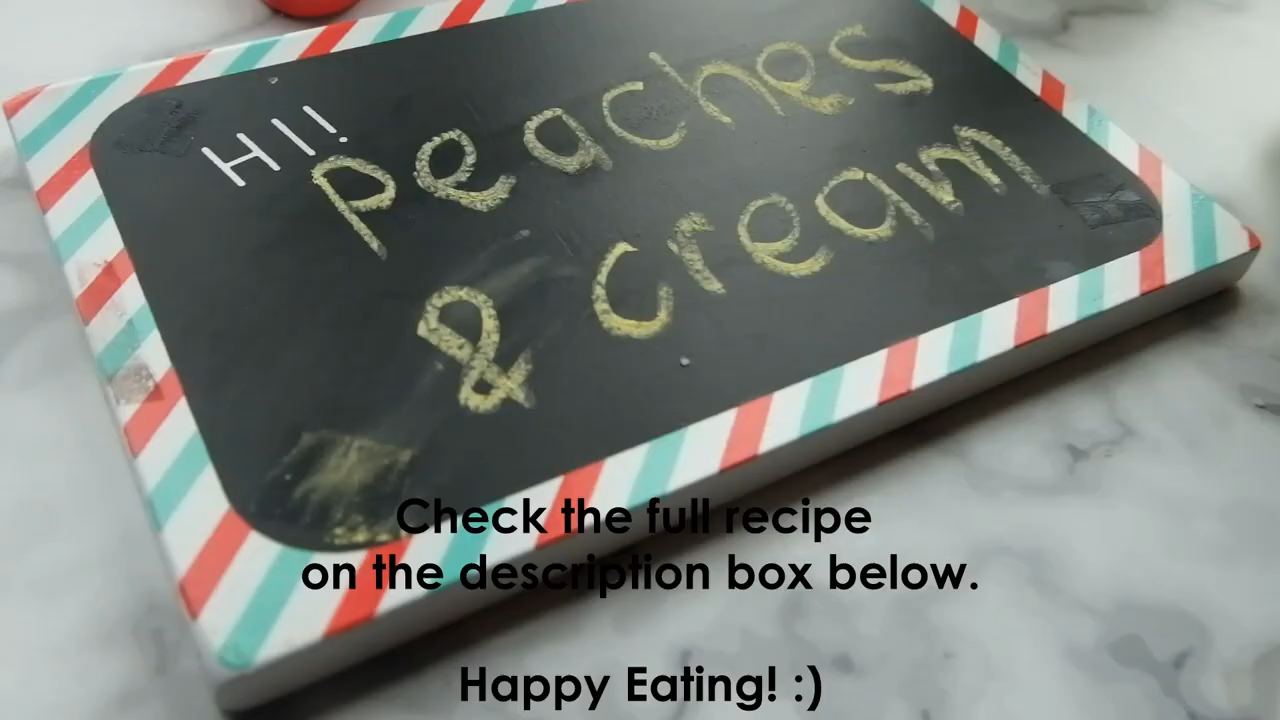 HI!
peaches
& cream
Check the full recipe
on the description box below.
Happy Eating! :)